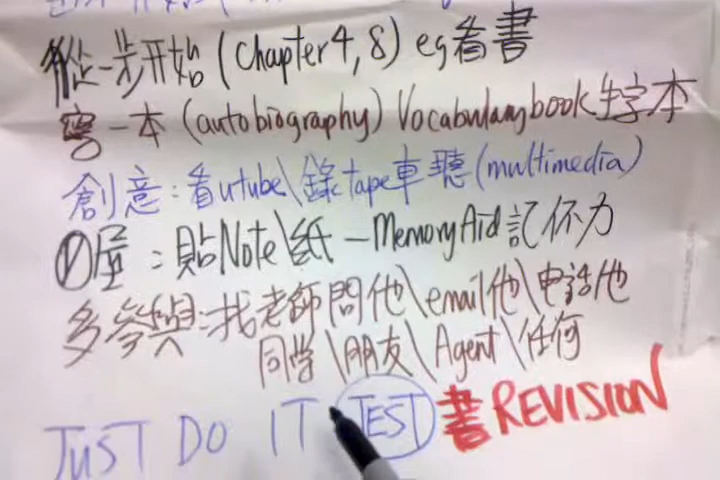 從一步开始 (Chapter 4, 8) eg 看書
寫一本 (autobiography) Vocabulary book 生字本
創意: 看utube\錄tape車聽 (multimedia)
屋: 貼Note\紙 - Memory Aid 記
多參與: 找老師問他\email他\电話他
同学\朋友\Agent\任何
JUST DO IT TEST 書 REVISION